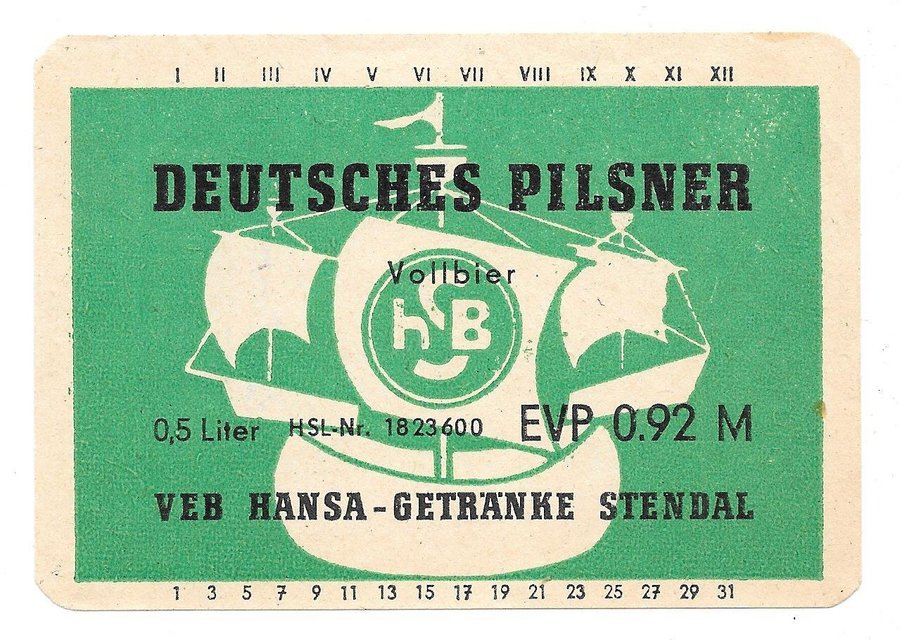 I II III IV V VI VII VIII IX X XI XII
DEUTSCHES PILSNER
Vollbier
hSB
0,5 Liter HSL-Nr. 1823600 EVP 0.92 M
VEB HANSA-GETRÄNKE STENDAL
1 3 5 7 9 11 13 15 17 19 21 23 25 27 29 31